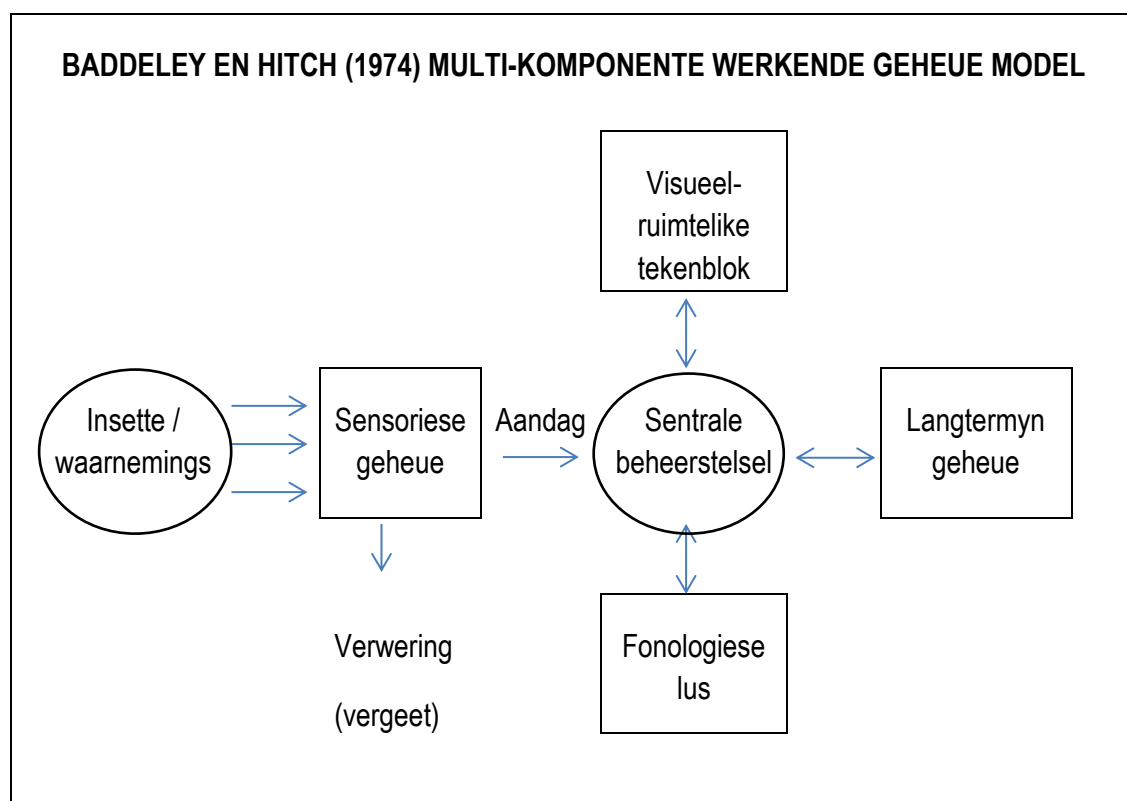 BADDELEY EN HITCH (1974) MULTI-KOMPONENTE WERKENDE GEHEUE MODEL
Visueel-
ruimtelike
tekenblok
Insette /
waarnemings
Sensoriese
geheue
Aandag
Sentrale
beheerstelsel
Langtermyn
geheue
Verwering
(vergeet)
Fonologiese
lus